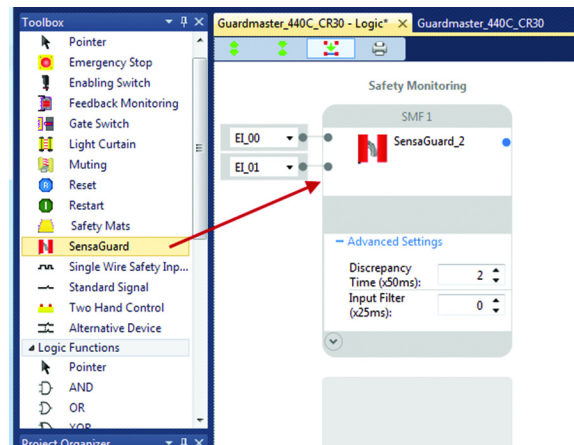 Toolbox
Pointer
Emergency Stop
Enabling Switch
Feedback Monitoring
Gate Switch
Light Curtain
Muting
Reset
Restart
Safety Mats
SensaGuard
Single Wire Safety Inp...
Standard Signal
Two Hand Control
Alternative Device
Logic Functions
Pointer
AND
OR
XOR
Project Organizer
Guardmaster_440C_CR30 - Logic*
Guardmaster_440C_CR30
Safety Monitoring
SMF 1
EI_00
SensaGuard_2
EI_01
Advanced Settings
Discrepancy
Time (x50ms):
2
Input Filter
(x25ms):
0